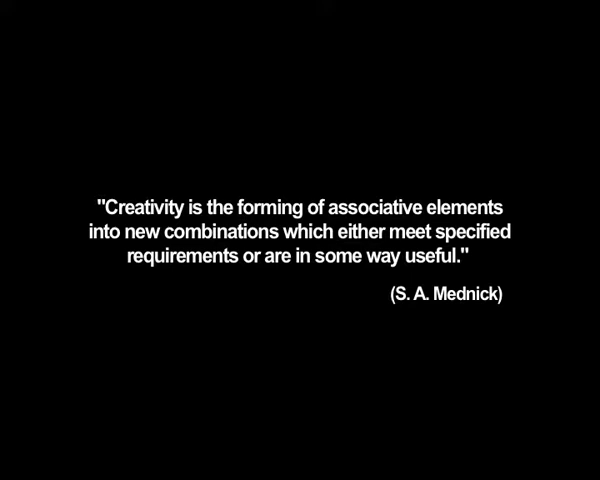 "Creativity is the forming of associative elements
into new combinations which either meet specified
requirements or are in some way useful."
(S. A. Mednick)